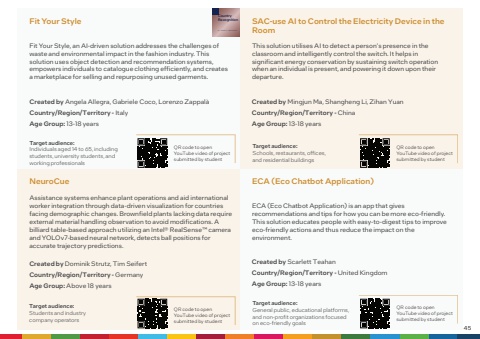 Fit Your Style
Country Recognition
Fit Your Style, an AI-driven solution addresses the challenges of
waste and environmental impact in the fashion industry. This
solution uses object detection and recommendation systems,
empowers individuals to catalogue clothing efficiently, and creates
a marketplace for selling and repurposing unused garments.
Created by Angela Allegra, Gabriele Coco, Lorenzo Zappalà
Country/Region/Territory - Italy
Age Group: 13-18 years
Target audience:
Individuals aged 14 to 65, including
students, university students, and
working professionals
QR code to open
YouTube video of project
submitted by student
SAC-use AI to Control the Electricity Device in the
Room
This solution utilises AI to detect a person's presence in the
classroom and intelligently control the switch. It helps in
significant energy conservation by sustaining switch operation
when an individual is present, and powering it down upon their
departure.
Created by Mingjun Ma, Shangheng Li, Zihan Yuan
Country/Region/Territory - China
Age Group: 13-18 years
Target audience:
Schools, restaurants, offices,
and residential buildings
QR code to open
YouTube video of project
submitted by student
NeuroCue
Assistance systems enhance plant operations and aid international
worker integration through data-driven visualization for countries
facing demographic changes. Brownfield plants lacking data require
external material handling observation to avoid modifications. A
billiard table-based approach utilizing an Intel® RealSense™ camera
and YOLOv7-based neural network, detects ball positions for
accurate trajectory predictions.
Created by Dominik Strutz, Tim Seifert
Country/Region/Territory - Germany
Age Group: Above 18 years
Target audience:
Students and industry
company operators
QR code to open
YouTube video of project
submitted by student
ECA (Eco Chatbot Application)
ECA (Eco Chatbot Application) is an app that gives
recommendations and tips for how you can be more eco-friendly.
This solution educates people with easy-to-digest tips to improve
eco-friendly actions and thus reduce the impact on the
environment.
Created by Scarlett Teahan
Country/Region/Territory - United Kingdom
Age Group: 13-18 years
Target audience:
General public, educational platforms,
and non-profit organizations focused
on eco-friendly goals
QR code to open
YouTube video of project
submitted by student
45